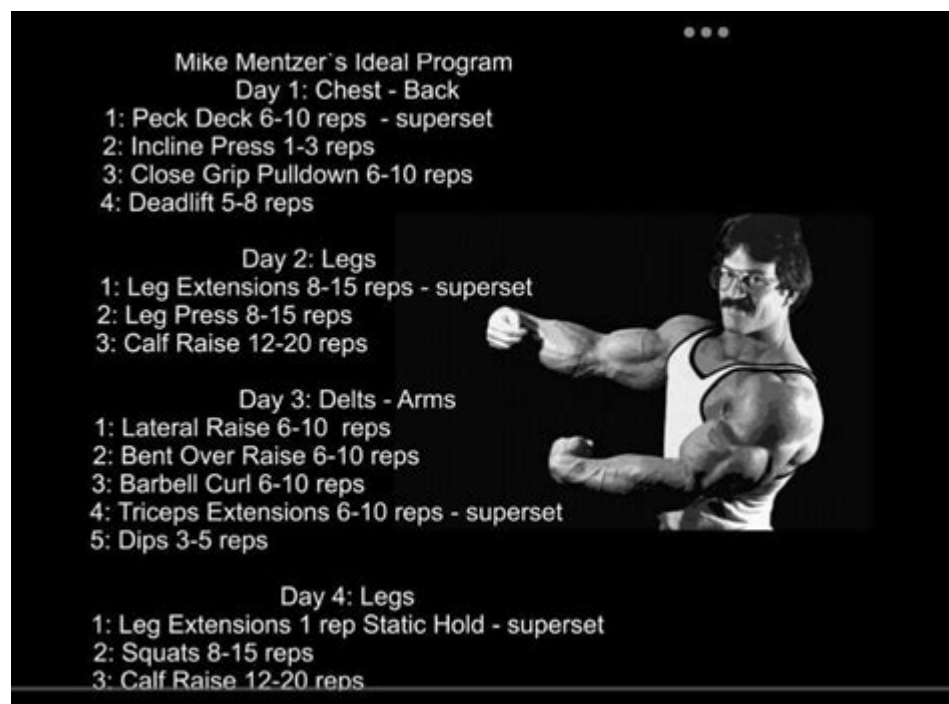 Mike Mentzer`s Ideal Program
Day 1: Chest - Back
1: Peck Deck 6-10 reps - superset
2: Incline Press 1-3 reps
3: Close Grip Pulldown 6-10 reps
4: Deadlift 5-8 reps
Day 2: Legs
1: Leg Extensions 8-15 reps - superset
2: Leg Press 8-15 reps
3: Calf Raise 12-20 reps
Day 3: Delts - Arms
1: Lateral Raise 6-10 reps
2: Bent Over Raise 6-10 reps
3: Barbell Curl 6-10 reps
4: Triceps Extensions 6-10 reps - superset
5: Dips 3-5 reps
Day 4: Legs
1: Leg Extensions 1 rep Static Hold - superset
2: Squats 8-15 reps
3: Calf Raise 12-20 reps